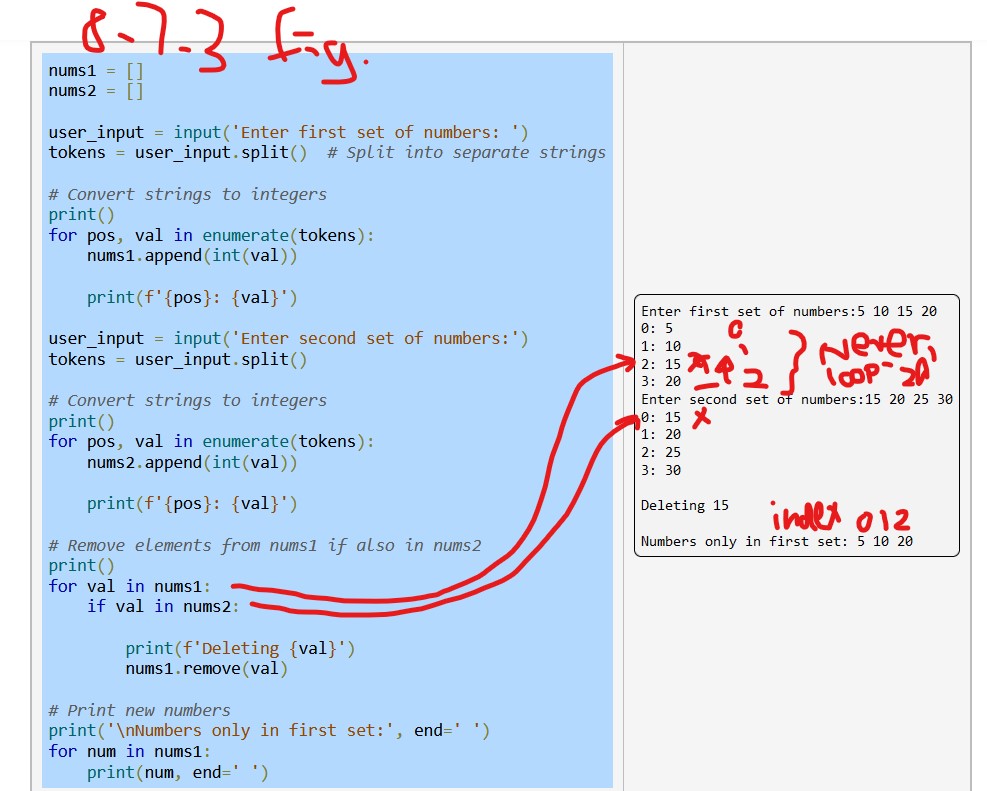 8-7-3 Fig.
nums1 = []
nums2 = []
user_input = input('Enter first set of numbers: ')
tokens = user_input.split()  # Split into separate strings
# Convert strings to integers
print()
for pos, val in enumerate(tokens):
    nums1.append(int(val))
    print(f'{pos}: {val}')
user_input = input('Enter second set of numbers:')
tokens = user_input.split()
# Convert strings to integers
print()
for pos, val in enumerate(tokens):
    nums2.append(int(val))
    print(f'{pos}: {val}')
# Remove elements from nums1 if also in nums2
print()
for val in nums1:
    if val in nums2:
        print(f'Deleting {val}')
        nums1.remove(val)
# Print new numbers
print('\nNumbers only in first set:', end=' ')
for num in nums1:
    print(num, end=' ')
Enter first set of numbers:5 10 15 20
0: 5
1: 10
2: 15
3: 20
Never
loop
Enter second set of numbers:15 20 25 30
0: 15
1: 20
2: 25
3: 30
Deleting 15
index 0 1 2
Numbers only in first set: 5 10 20